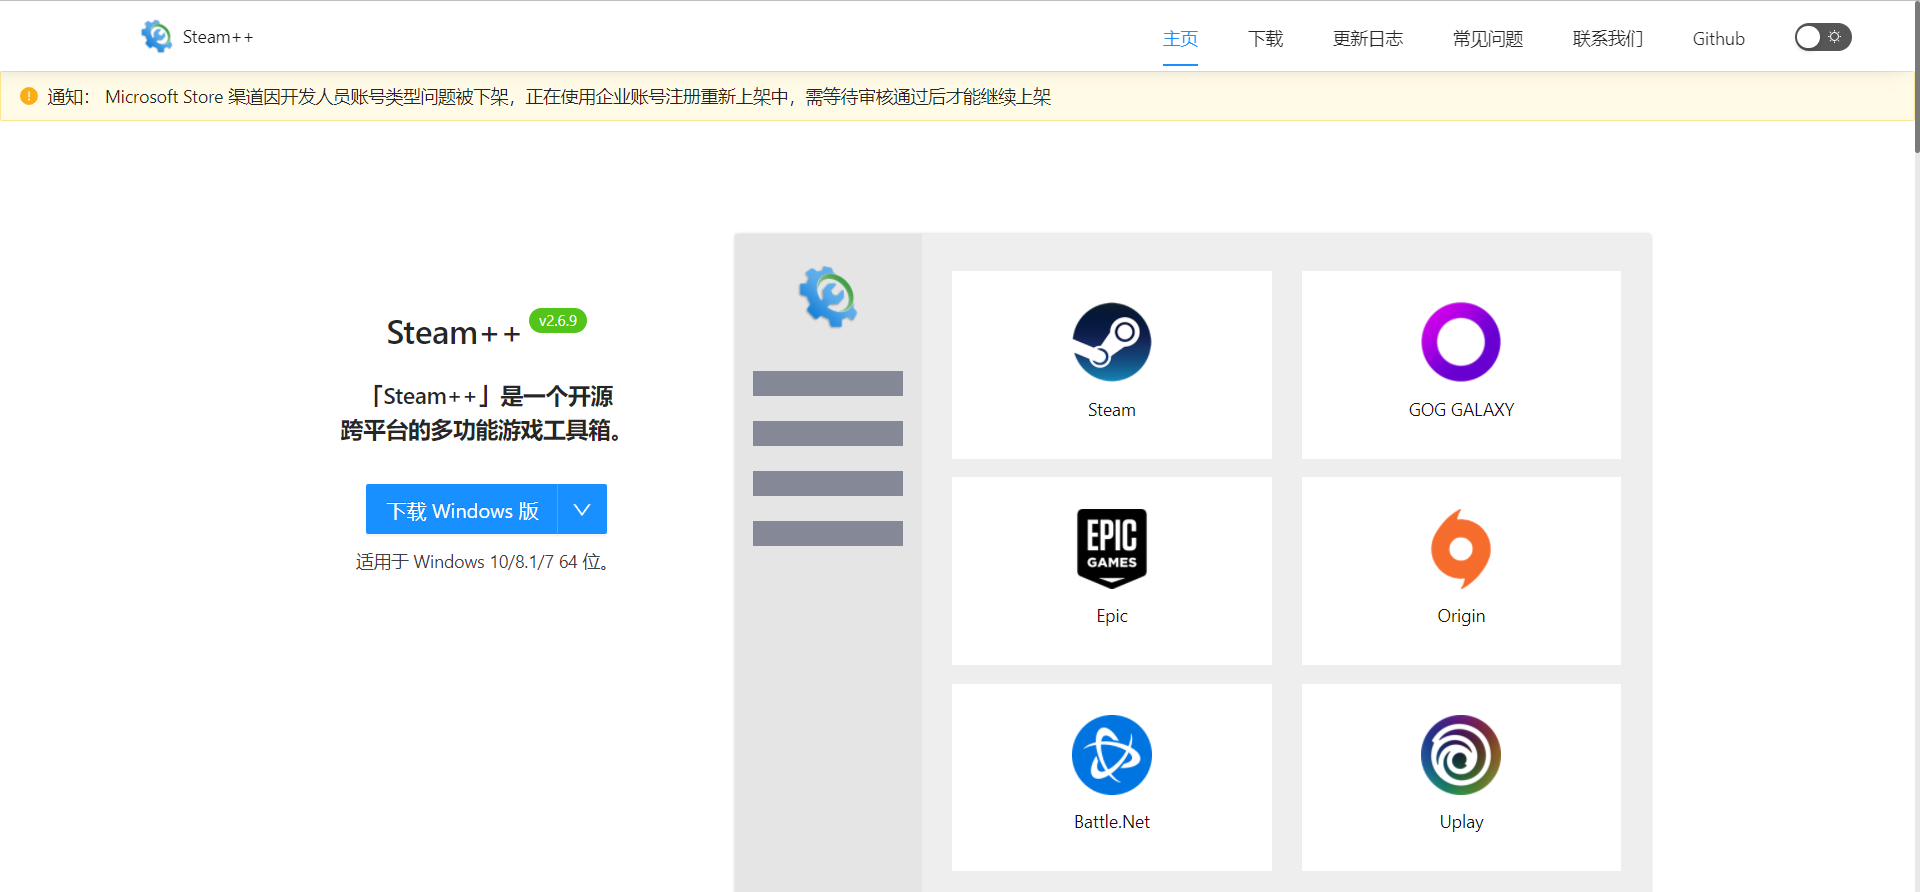 Steam++
主页 下载 更新日志 常见问题 联系我们 Github
通知： Microsoft Store 渠道因开发人员账号类型问题被下架，正在使用企业账号注册重新上架中，需等待审核通过后才能继续上架
Steam++ v2.6.9
「Steam++」是一个开源
跨平台的多功能游戏工具箱。
下载 Windows 版
适用于 Windows 10/8.1/7 64 位。
Steam
GOG GALAXY
EPIC
GAMES
Epic
Origin
Battle.Net
Uplay